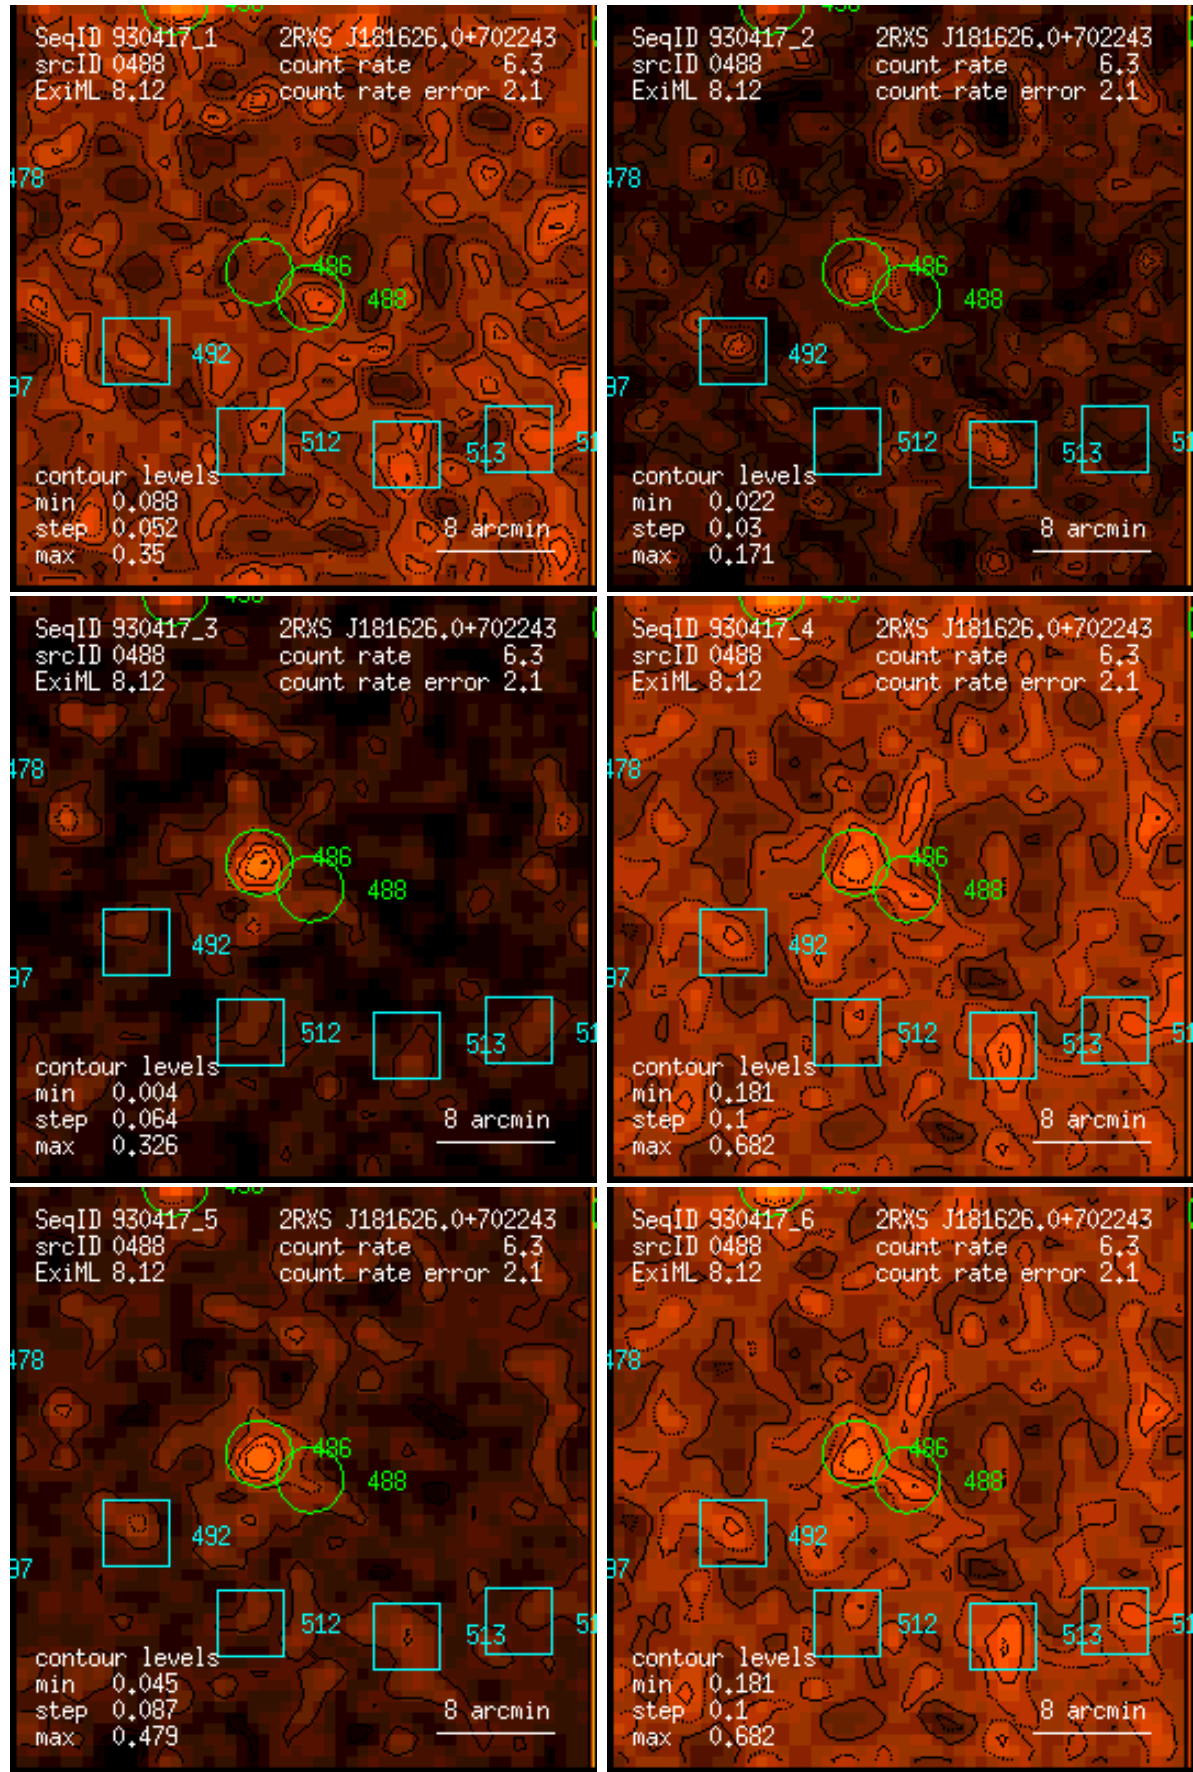 SeqID 930417_1 2RXS J181626.0+702243
srcID 0488 count rate 6.3
ExiML 8.12 count rate error 2.1
478
486
488
492
97
512 513 51
contour levels
min 0.088
step 0.052 8 arcmin
max 0.35
SeqID 930417_2 2RXS J181626.0+702243
srcID 0488 count rate 6.3
ExiML 8.12 count rate error 2.1
478
486
488
492
97
512 513 51
contour levels
min 0.022
step 0.03 8 arcmin
max 0.171
SeqID 930417_3 2RXS J181626.0+702243
srcID 0488 count rate 6.3
ExiML 8.12 count rate error 2.1
478
486
488
492
97
512 513 51
contour levels
min 0.004
step 0.064 8 arcmin
max 0.326
SeqID 930417_4 2RXS J181626.0+702243
srcID 0488 count rate 6.3
ExiML 8.12 count rate error 2.1
478
486
488
492
97
512 513 51
contour levels
min 0.181
step 0.1 8 arcmin
max 0.682
SeqID 930417_5 2RXS J181626.0+702243
srcID 0488 count rate 6.3
ExiML 8.12 count rate error 2.1
478
486
488
492
97
512 513 51
contour levels
min 0.045
step 0.087 8 arcmin
max 0.479
SeqID 930417_6 2RXS J181626.0+702243
srcID 0488 count rate 6.3
ExiML 8.12 count rate error 2.1
478
486
488
492
97
512 513 51
contour levels
min 0.181
step 0.1 8 arcmin
max 0.682